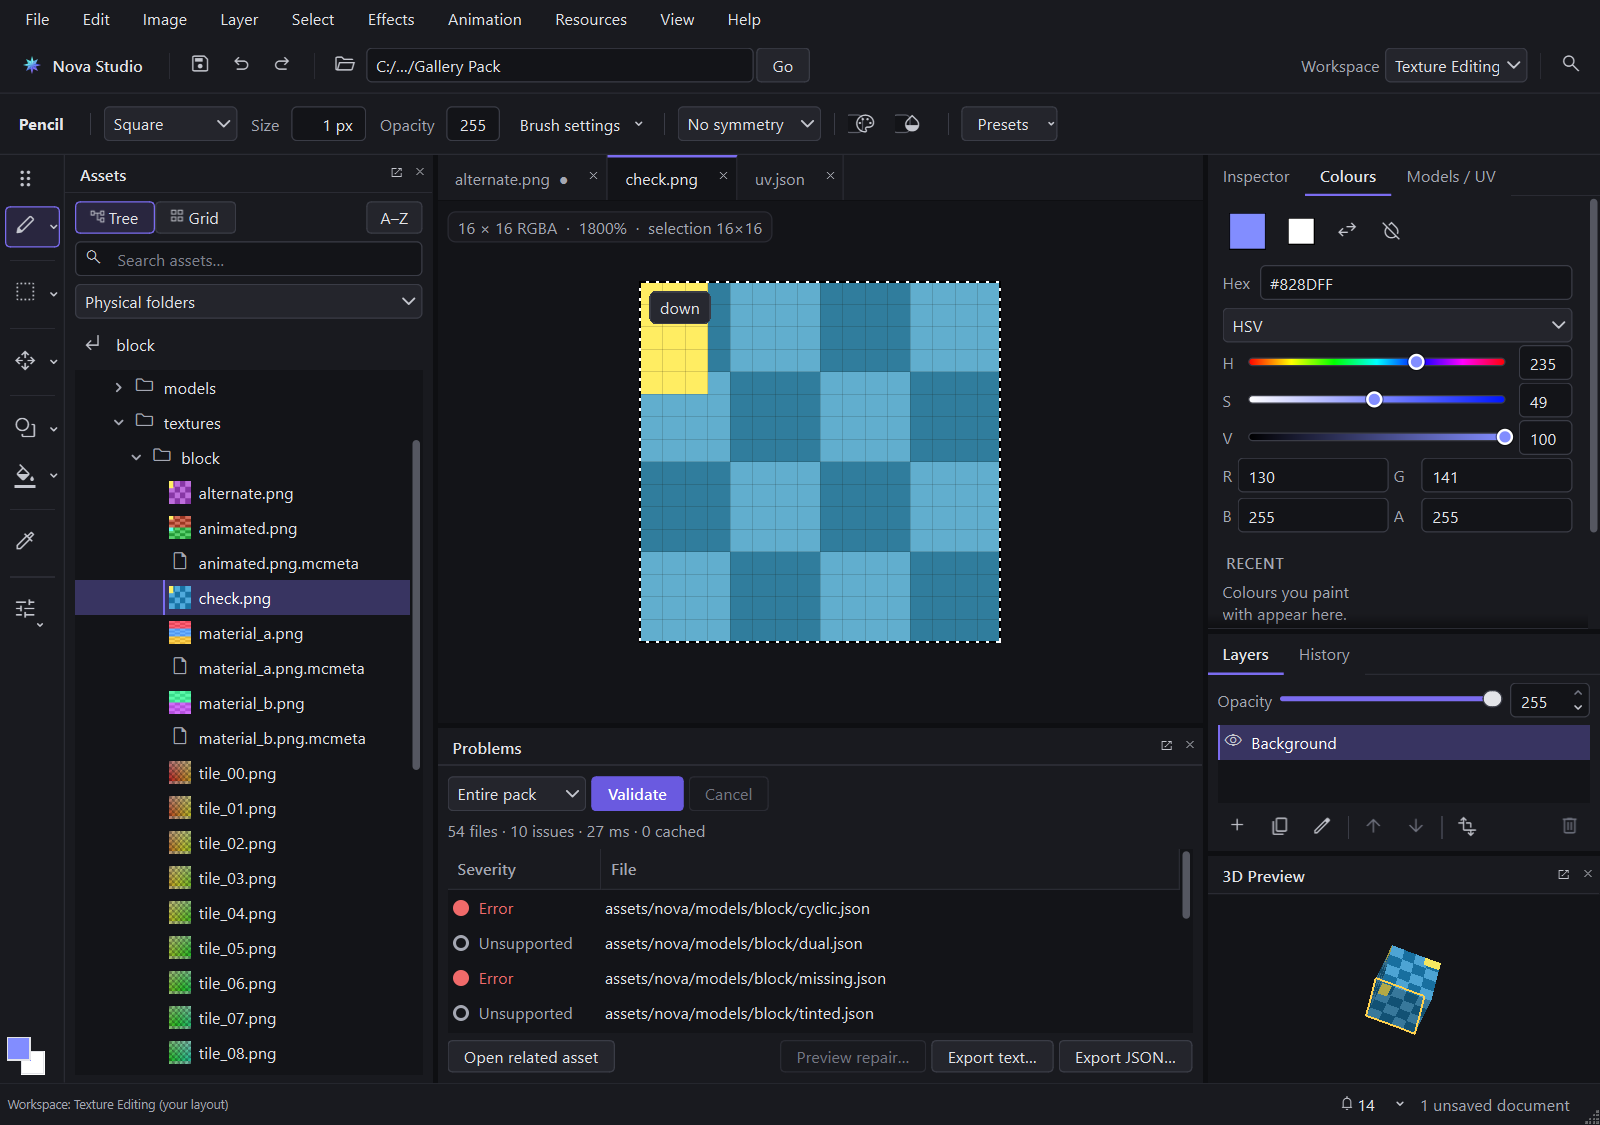 File Edit Image Layer Select Effects Animation Resources View Help
Nova Studio C:/.../Gallery Pack Go Workspace Texture Editing
Pencil Square Size 1 px Opacity 255 Brush settings No symmetry Presets
Assets
Tree Grid A–Z
Search assets...
Physical folders
block
models
textures
block
alternate.png
animated.png
animated.png.mcmeta
check.png
material_a.png
material_a.png.mcmeta
material_b.png
material_b.png.mcmeta
tile_00.png
tile_01.png
tile_02.png
tile_03.png
tile_04.png
tile_05.png
tile_06.png
tile_07.png
tile_08.png
alternate.png check.png uv.json
16 × 16 RGBA · 1800% · selection 16×16
down
Problems
Entire pack Validate Cancel
54 files · 10 issues · 27 ms · 0 cached
Severity File
Error assets/nova/models/block/cyclic.json
Unsupported assets/nova/models/block/dual.json
Error assets/nova/models/block/missing.json
Unsupported assets/nova/models/block/tinted.json
Open related asset Preview repair... Export text... Export JSON...
Inspector Colours Models / UV
Hex #828DFF
HSV
H 235
S 49
V 100
R 130 G 141
B 255 A 255
RECENT
Colours you paint
with appear here.
Layers History
Opacity 255
Background
3D Preview
Workspace: Texture Editing (your layout) 14 1 unsaved document